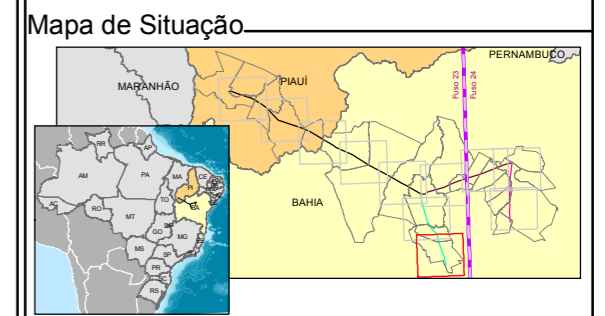 Mapa de Situação
PERNAMBUCO
MARANHÃO
PIAUÍ
Fuso 23
Fuso 24
BAHIA
RR
AP
AM
PA
MA
CE
PI
AC
RO
TO
BA
MT
GO
MG
ES
MS
SP
PR
SC
RS